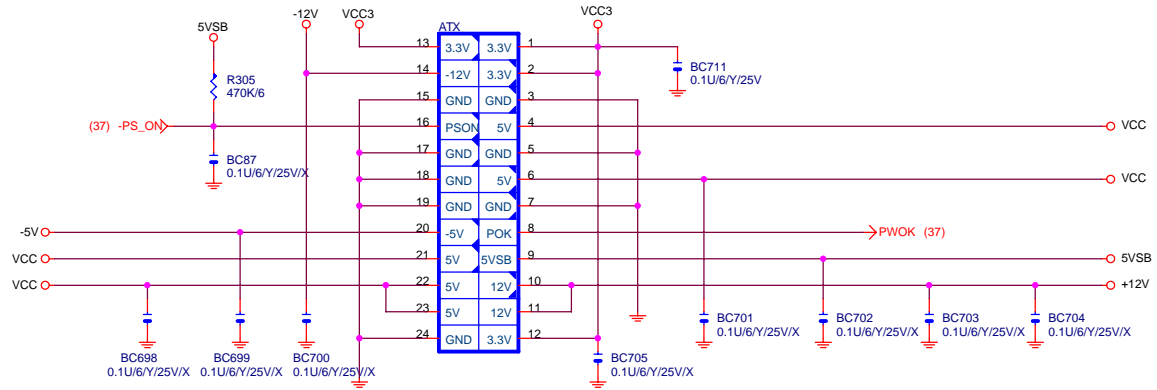 -12V
VCC3
VCC3
5VSB
ATX
13 3.3V 3.3V 1
R305
470K/6
14 -12V 3.3V 2
BC711
0.1U/6/Y/25V
15 GND GND 3
(37) -PS_ON
16 PSON 5V 4
VCC
17 GND GND 5
BC87
0.1U/6/Y/25V/X
18 GND 5V 6
VCC
19 GND GND 7
-5V
20 -5V POK 8
PWOK (37)
VCC
21 5V 5VSB 9
5VSB
VCC
22 5V 12V 10
+12V
23 5V 12V 11
24 GND 3.3V 12
BC698
0.1U/6/Y/25V/X
BC699
0.1U/6/Y/25V/X
BC700
0.1U/6/Y/25V/X
BC705
0.1U/6/Y/25V/X
BC701
0.1U/6/Y/25V/X
BC702
0.1U/6/Y/25V/X
BC703
0.1U/6/Y/25V/X
BC704
0.1U/6/Y/25V/X